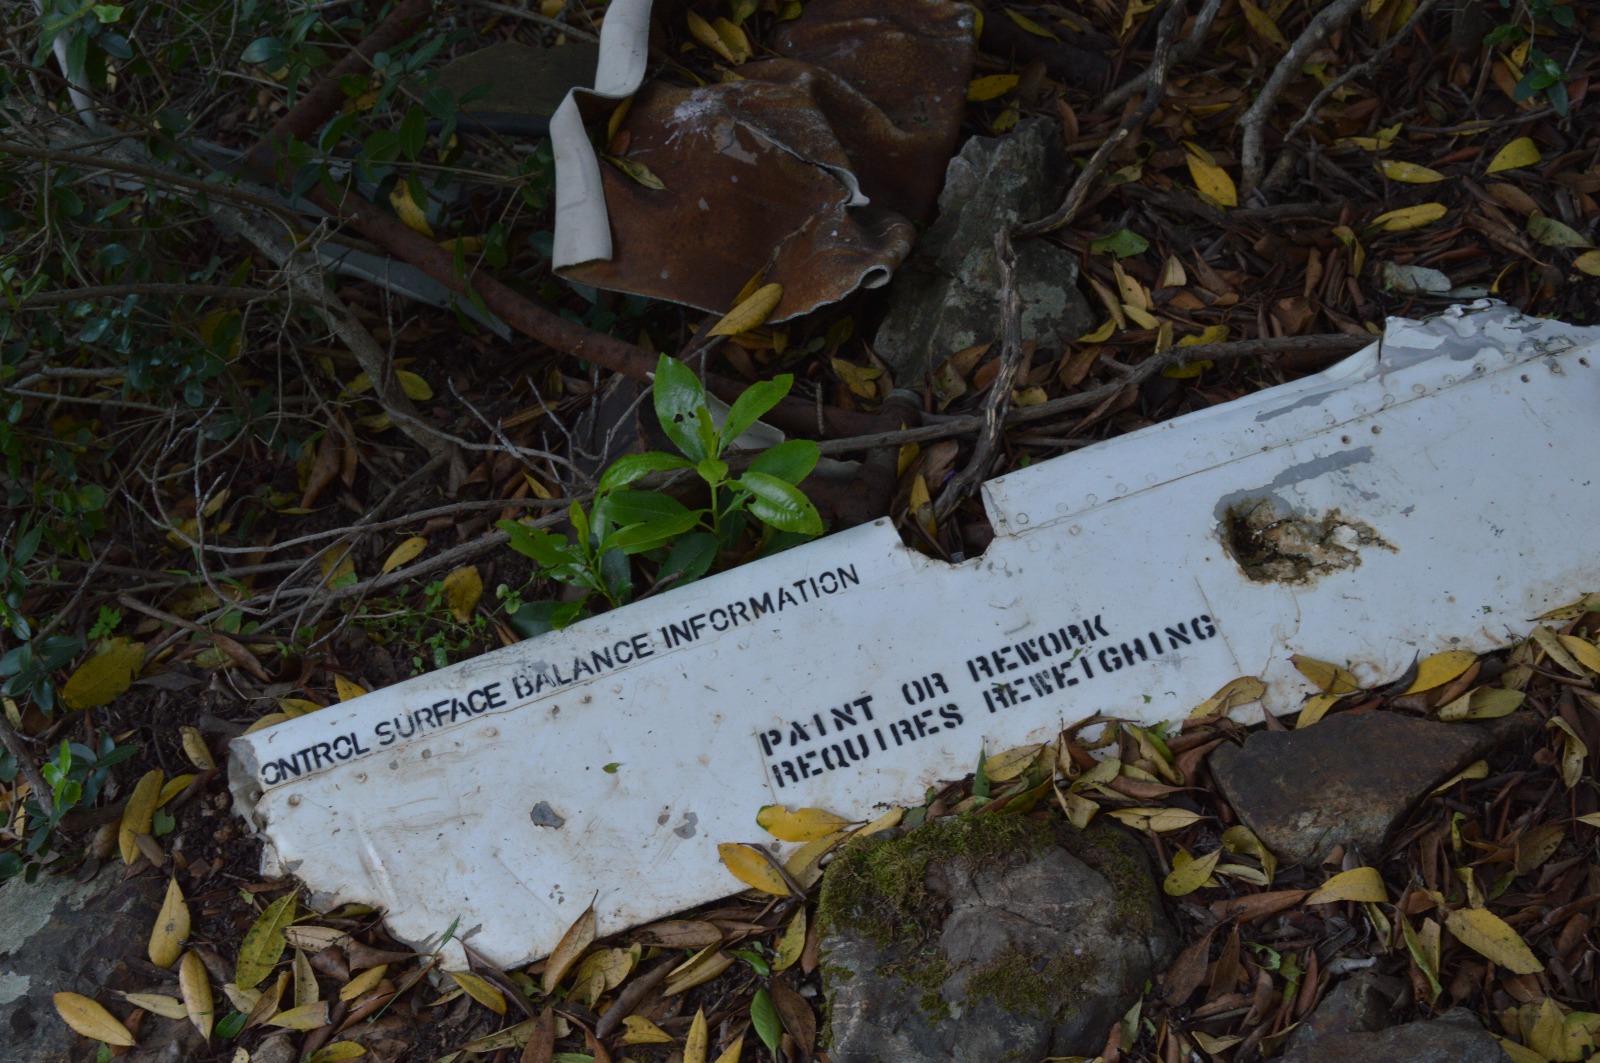 ONTROL SURFACE BALANCE INFORMATION
PAINT OR REWORK
REQUIRES REWEIGHING